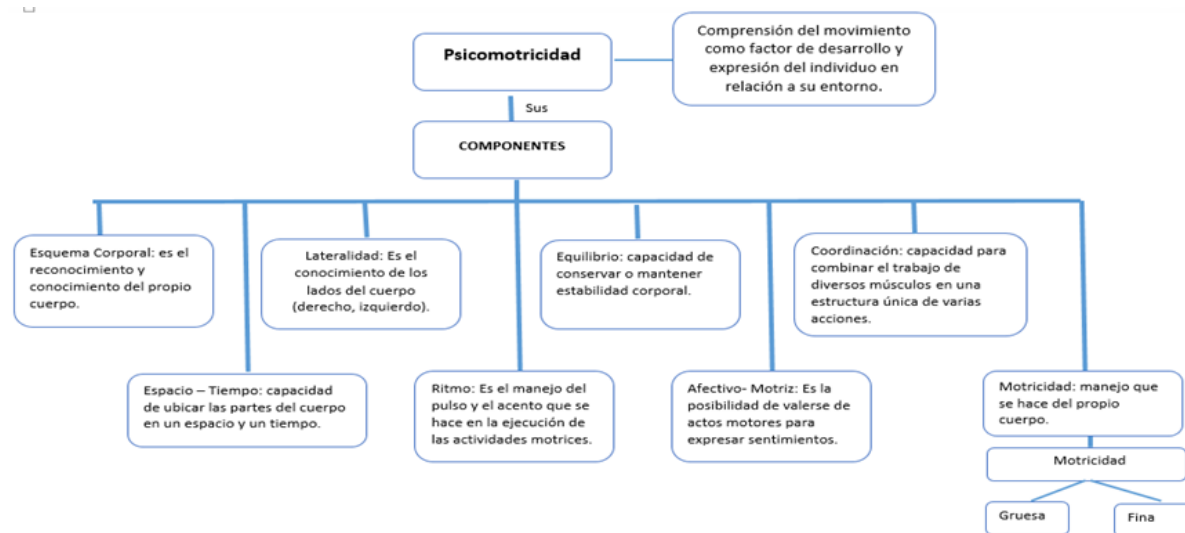 Psicomotricidad
Comprensión del movimiento
como factor de desarrollo y
expresión del individuo en
relación a su entorno.
Sus
COMPONENTES
Esquema Corporal: es el
reconocimiento y
conocimiento del propio
cuerpo.
Lateralidad: Es el
conocimiento de los
lados del cuerpo
(derecho, izquierdo).
Equilibrio: capacidad de
conservar o mantener
estabilidad corporal.
Coordinación: capacidad para
combinar el trabajo de
diversos músculos en una
estructura única de varias
acciones.
Espacio – Tiempo: capacidad
de ubicar las partes del cuerpo
en un espacio y un tiempo.
Ritmo: Es el manejo del
pulso y el acento que se
hace en la ejecución de
las actividades motrices.
Afectivo- Motriz: Es la
posibilidad de valerse de
actos motores para
expresar sentimientos.
Motricidad: manejo que
se hace del propio
cuerpo.
Motricidad
Gruesa
Fina